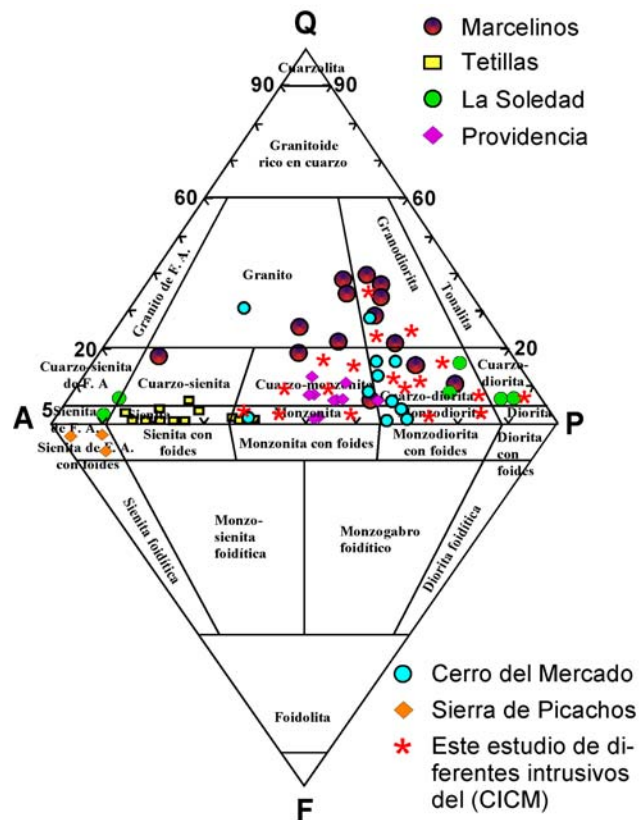 Q
Marcelinos
Tetillas
La Soledad
Providencia
Cuarzolita
90
90
Granitoide
rico en cuarzo
60
60
Granito de F. A.
Granito
Granodiorita
Tonalita
20
20
Cuarzo-sienita
de F. A
Cuarzo-sienita
Cuarzo-monzonita
Cuarzo-diorita
Cuarzo-
diorita
5
5
A
P
Sienita
de F. A.
Sienita
Monzonita
Monzodiorita
Diorita
Sienita de F. A.
con foides
Sienita con
foides
Monzonita con foides
Monzodiorita
con foides
Diorita
con
foides
Sienita foidítica
Monzo-
sienita
foidítica
Monzogabro
foidítico
Diorita foidítica
Foidolita
F
Cerro del Mercado
Sierra de Picachos
Este estudio de di-
ferentes intrusivos
del (CICM)